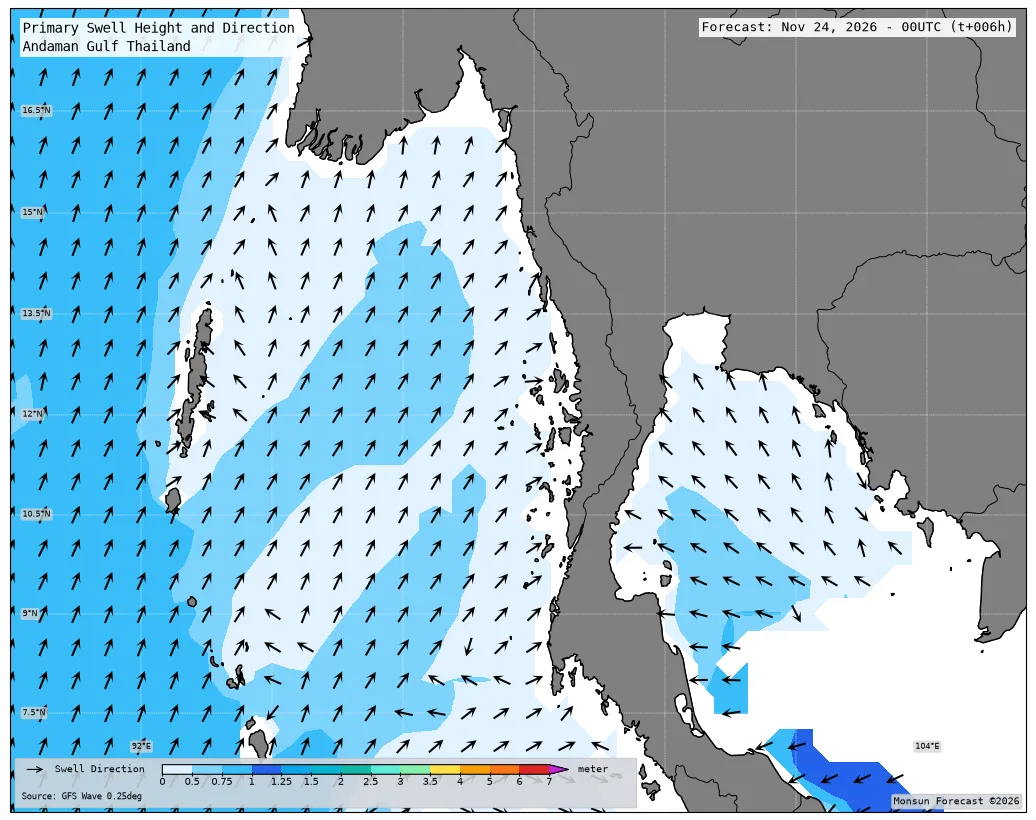 Primary Swell Height and Direction
Andaman Gulf Thailand
Forecast: Nov 24, 2026 - 00UTC (t+006h)
16.5°N
15°N
13.5°N
12°N
10.5°N
9°N
7.5°N
92°E
104°E
Swell Direction
0 0.5 0.75 1 1.25 1.5 2 2.5 3 3.5 4 5 6 7
meter
Source: GFS Wave 0.25deg
Monsun Forecast ©2026